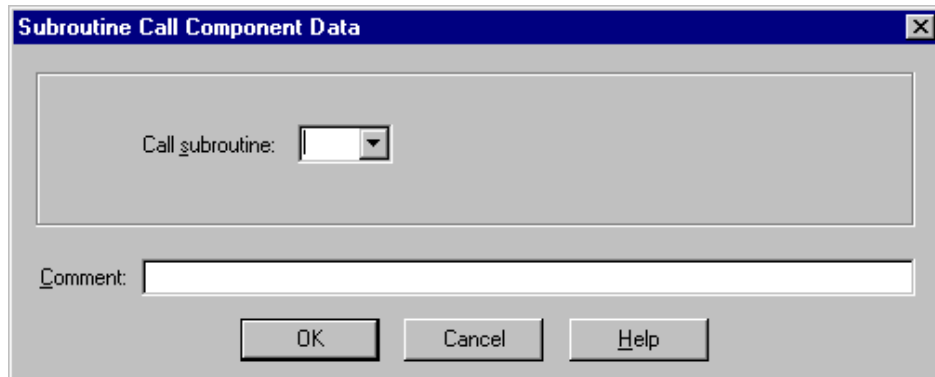 Subroutine Call Component Data
Call subroutine:
Comment:
OK Cancel Help